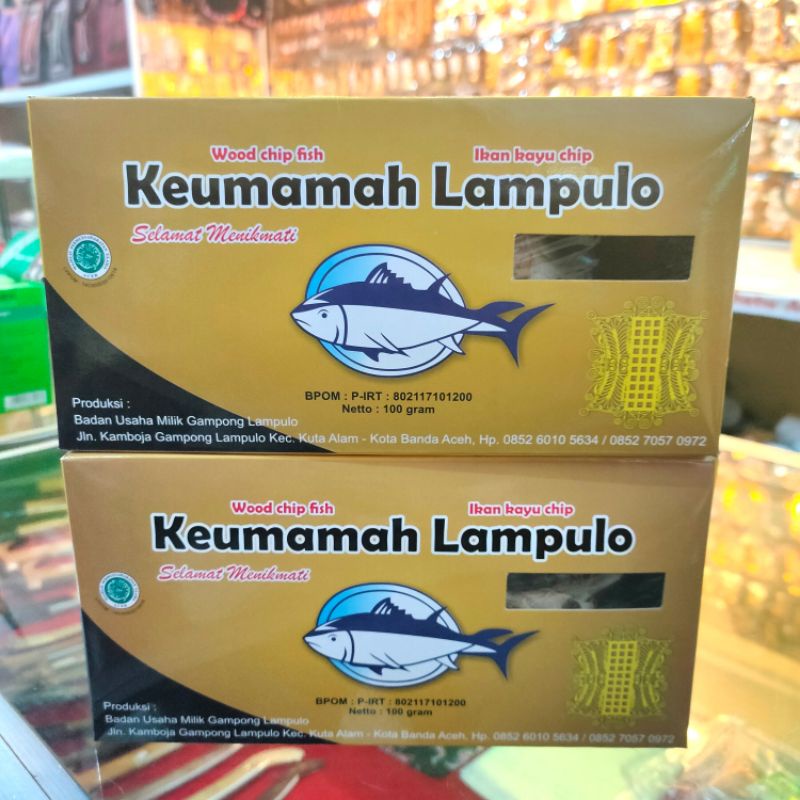 Wood chip fish Ikan kayu chip
Keumamah Lampulo
Selamat Menikmati
BPOM : P-IRT : 802117101200
Netto : 100 gram
Produksi :
Badan Usaha Milik Gampong Lampulo
Jln. Kamboja Gampong Lampulo Kec. Kuta Alam - Kota Banda Aceh, Hp. 0852 6010 5634 / 0852 7057 0972
Wood chip fish Ikan kayu chip
Keumamah Lampulo
Selamat Menikmati
BPOM : P-IRT : 802117101200
Netto : 100 gram
Produksi :
Badan Usaha Milik Gampong Lampulo
Jln. Kamboja Gampong Lampulo Kec. Kuta Alam - Kota Banda Aceh, Hp. 0852 6010 5634 / 0852 7057 0972